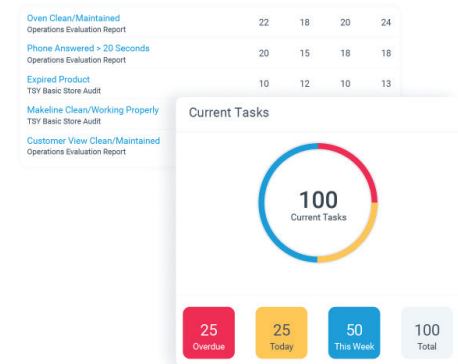 Oven Clean/Maintained 22 18 20 24
Operations Evaluation Report
Phone Answered > 20 Seconds 20 15 18 18
Operations Evaluation Report
Expired Product 10 12 10 13
TSY Basic Store Audit
Makeline Clean/Working Properly
TSY Basic Store Audit
Customer View Clean/Maintained
Operations Evaluation Report
Current Tasks
100
Current Tasks
25 25 50 100
Overdue Today This Week Total